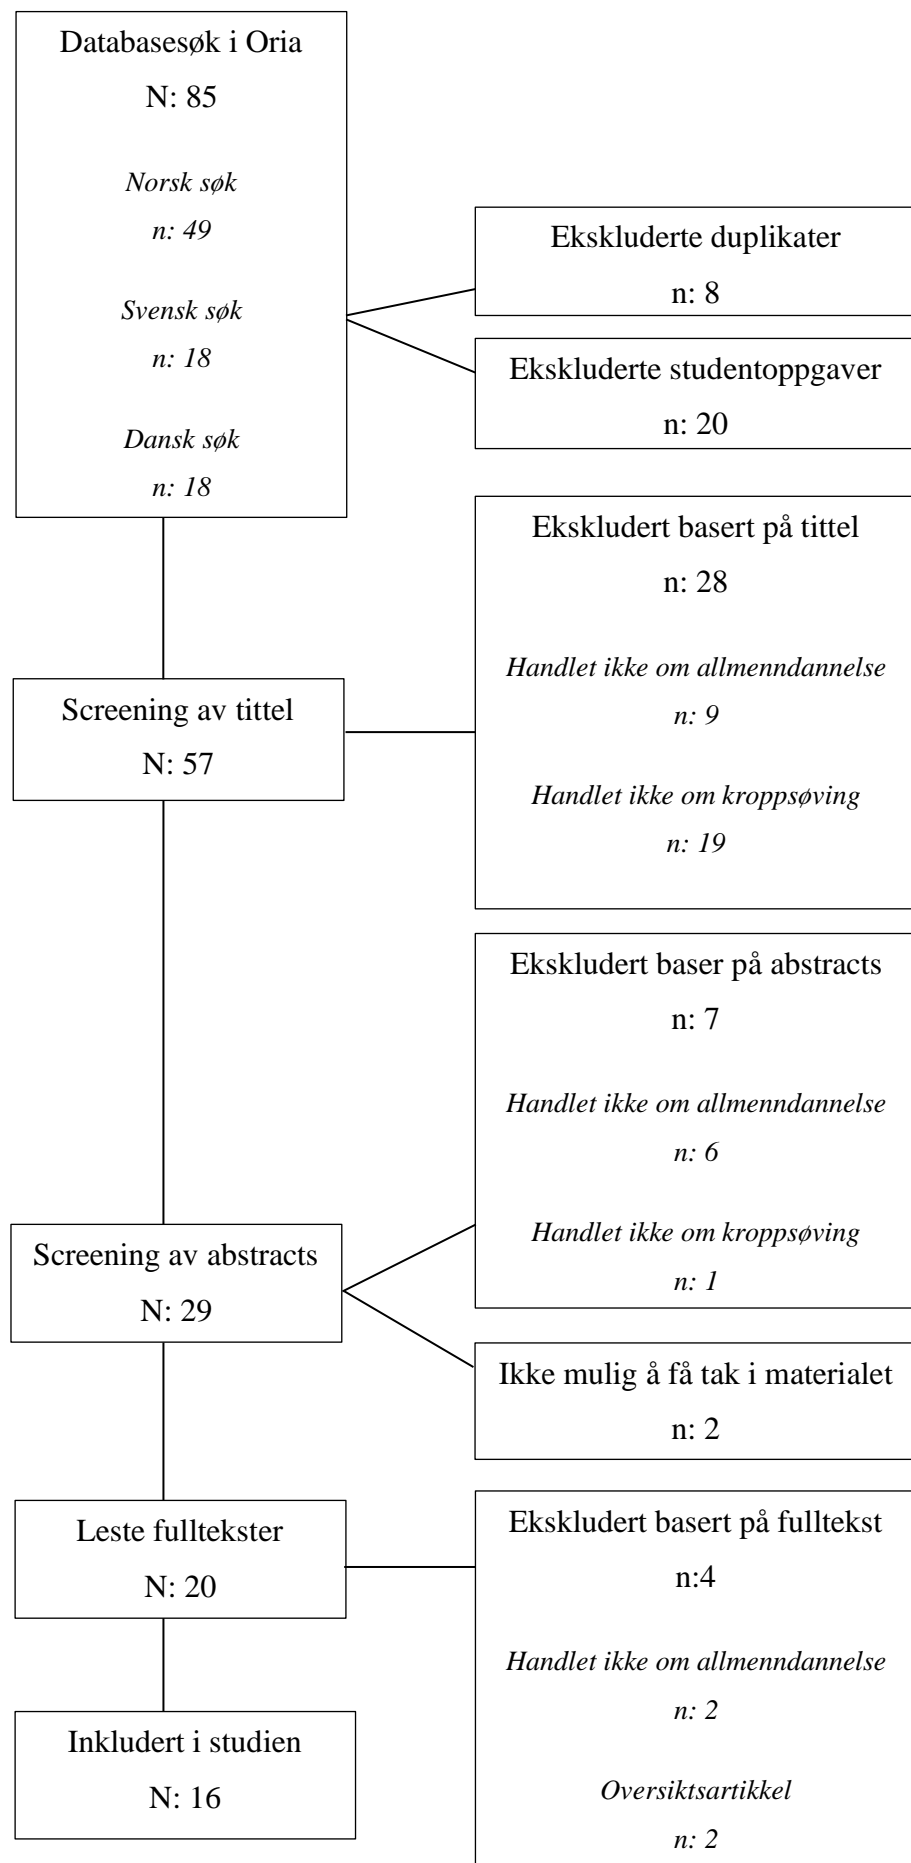 Databasesøk i Oria
N: 85
Norsk søk
n: 49
Svensk søk
n: 18
Dansk søk
n: 18
Ekskluderte duplikater
n: 8
Ekskluderte studentoppgaver
n: 20
Screening av tittel
N: 57
Ekskludert basert på tittel
n: 28
Handlet ikke om allmenndannelse
n: 9
Handlet ikke om kroppsøving
n: 19
Screening av abstracts
N: 29
Ekskludert baser på abstracts
n: 7
Handlet ikke om allmenndannelse
n: 6
Handlet ikke om kroppsøving
n: 1
Ikke mulig å få tak i materialet
n: 2
Leste fulltekster
N: 20
Ekskludert basert på fulltekst
n:4
Handlet ikke om allmenndannelse
n: 2
Oversiktsartikkel
n: 2
Inkludert i studien
N: 16